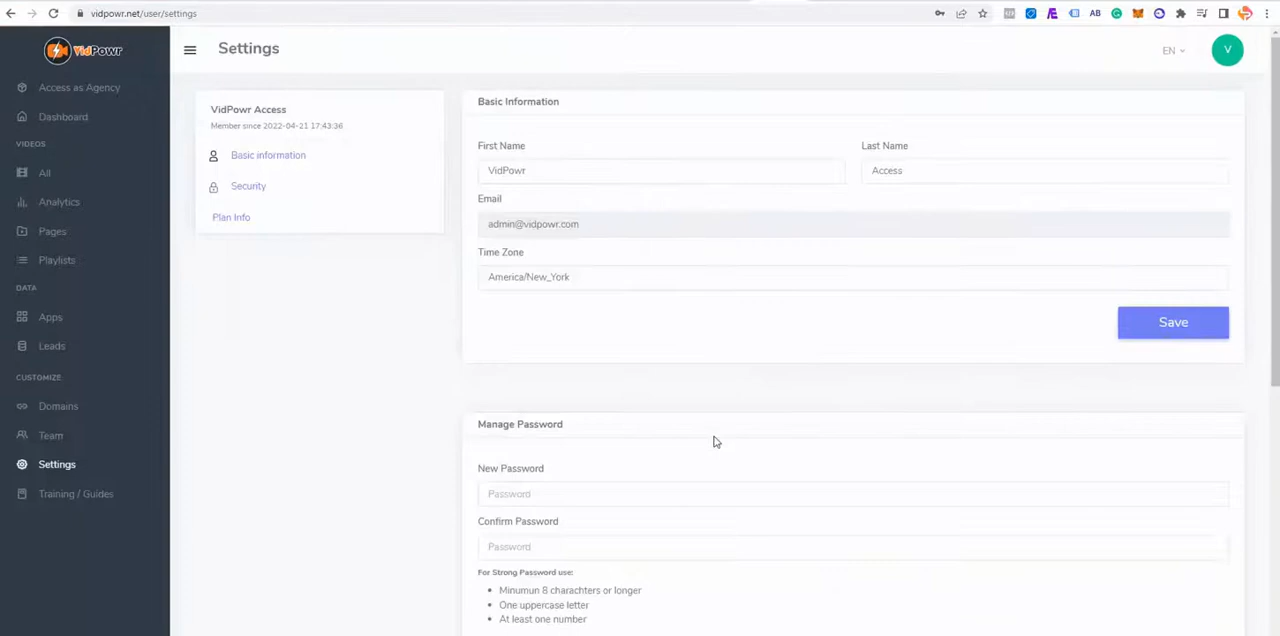 vidpowr.net/user/settings
VidPowr
Settings
EN
V
Access as Agency
Dashboard
VIDEOS
All
Analytics
Pages
Playlists
DATA
Apps
Leads
CUSTOMIZE
Domains
Team
Settings
Training / Guides
VidPowr Access
Member since 2022-04-21 17:43:36
Basic information
Security
Plan Info
Basic Information
First Name
Last Name
VidPowr
Access
Email
admin@vidpowr.com
Time Zone
America/New_York
Save
Manage Password
New Password
Password
Confirm Password
Password
For Strong Password use:
Minumun 8 charachters or longer
One uppercase letter
At least one number